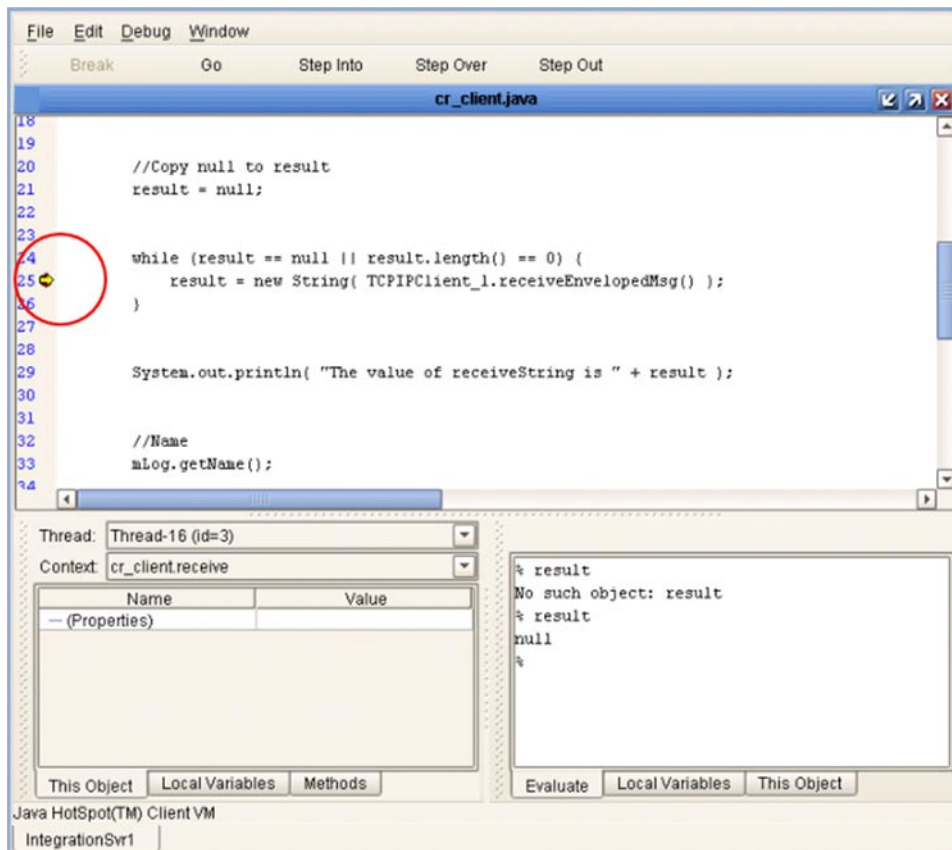 File Edit Debug Window
Break Go Step Into Step Over Step Out
cr_client.java
18
19
20 //Copy null to result
21 result = null;
22
23
24 while (result == null || result.length() == 0) {
25 result = new String( TCPIPClient_1.receiveEnvelopedMsg() );
26 }
27
28
29 System.out.println( "The value of receiveString is " + result );
30
31
32 //Name
33 mLog.getName();
34
Thread: Thread-16 (id=3)
Context: cr_client.receive
Name Value
(Properties)
This Object Local Variables Methods
% result
No such object: result
% result
null
%
Evaluate Local Variables This Object
Java HotSpot(TM) Client VM
IntegrationSvr1